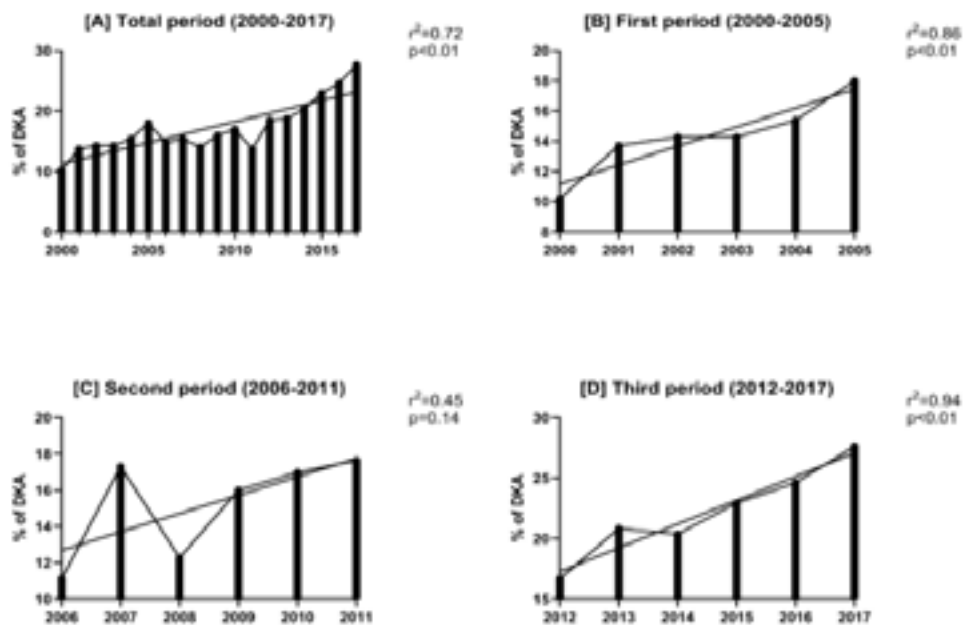 [A] Total period (2000-2017)
r²=0.72
p<0.01
% of DKA
30
20
10
0
2000
2005
2010
2015
[B] First period (2000-2005)
r²=0.86
p<0.01
% of DKA
20
18
16
14
12
10
8
2000
2001
2002
2003
2004
2005
[C] Second period (2006-2011)
r²=0.45
p=0.14
% of DKA
20
18
16
14
12
10
2006
2007
2008
2009
2010
2011
[D] Third period (2012-2017)
r²=0.94
p<0.01
% of DKA
30
25
20
15
2012
2013
2014
2015
2016
2017